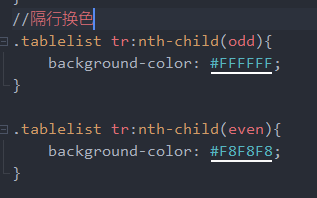 }
//隔行换色
.tablelist tr:nth-child(odd){
    background-color: #FFFFFF;
}
.tablelist tr:nth-child(even){
    background-color: #F8F8F8;
}